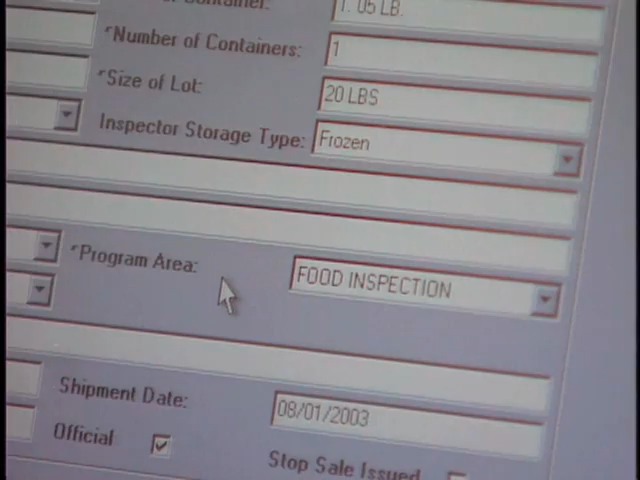 Container: 1. 05 LB.
*Number of Containers: 1
*Size of Lot: 20 LBS
Inspector Storage Type: Frozen
*Program Area: FOOD INSPECTION
Shipment Date: 08/01/2003
Official
Stop Sale Issued